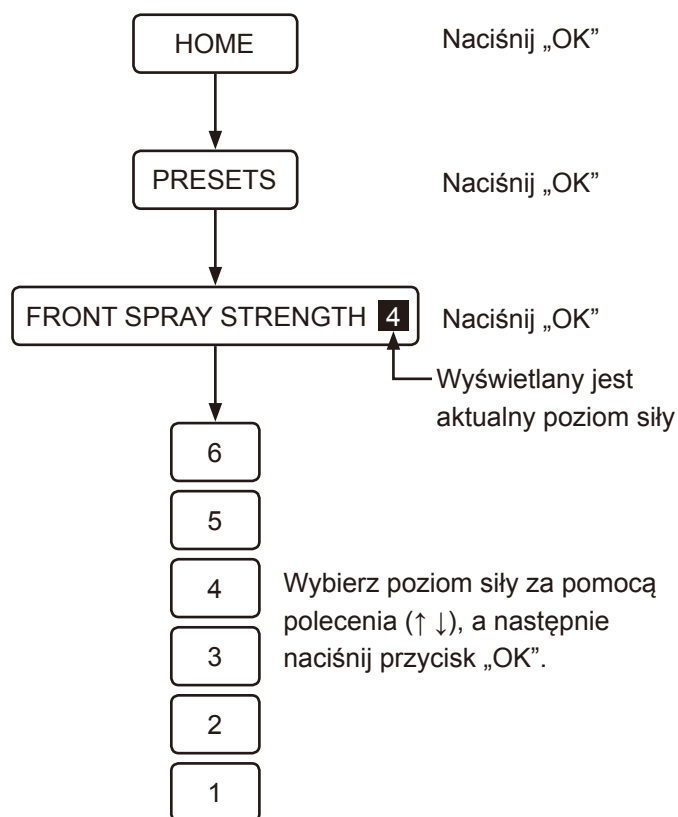 HOME
Naciśnij „OK”
PRESETS
Naciśnij „OK”
FRONT SPRAY STRENGTH 4
Naciśnij „OK”
Wyświetlany jest
aktualny poziom siły
6
5
4
3
2
1
Wybierz poziom siły za pomocą
polecenia (↑ ↓), a następnie
naciśnij przycisk „OK”.